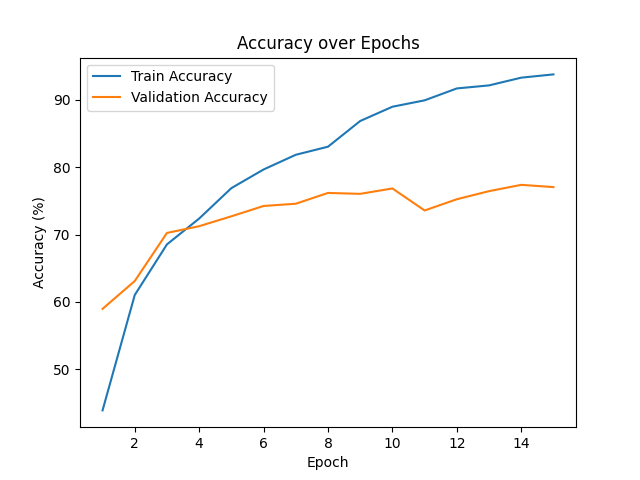 Accuracy over Epochs
Train Accuracy
Validation Accuracy
90
80
70
60
50
Accuracy (%)
2 4 6 8 10 12 14
Epoch